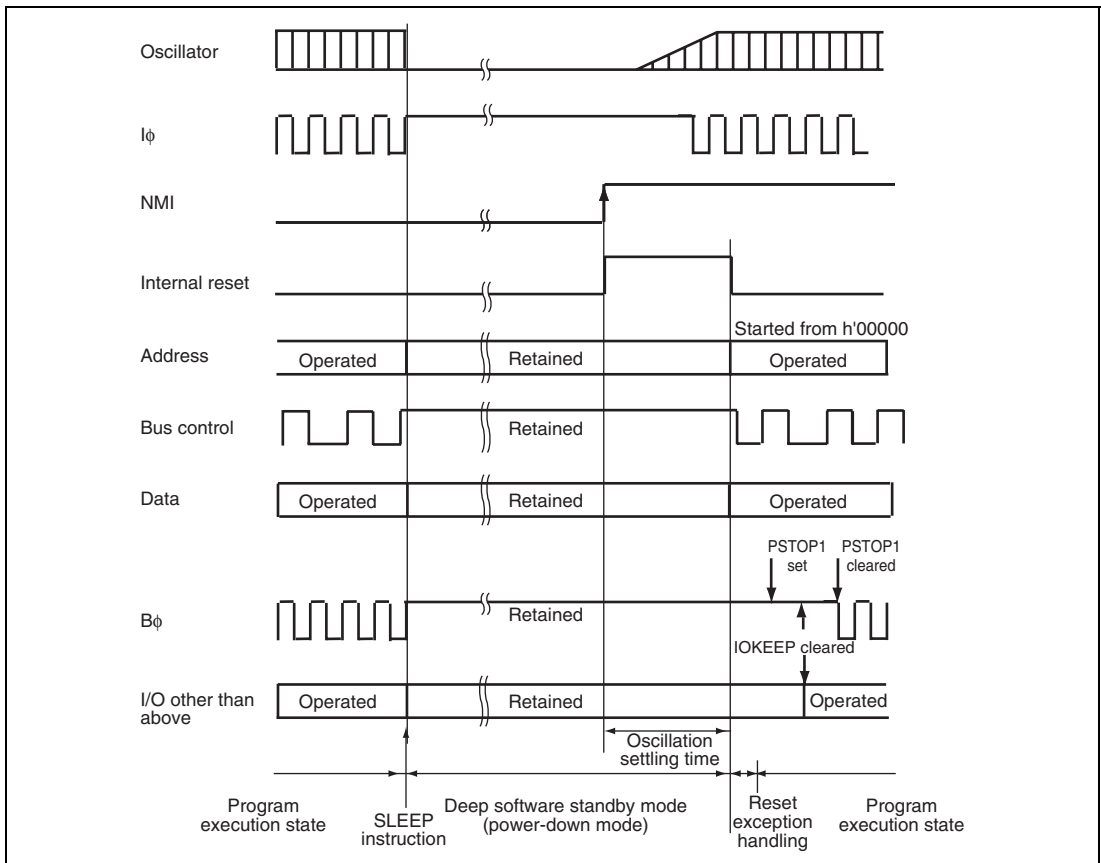 Oscillator
Iϕ
NMI
Internal reset
Started from h'00000
Address
Operated
Retained
Operated
Bus control
Retained
Data
Operated
Retained
Operated
PSTOP1
set
PSTOP1
cleared
Bϕ
Retained
IOKEEP cleared
I/O other than
above
Operated
Retained
Operated
Oscillation
settling time
Program
execution state
SLEEP
instruction
Deep software standby mode
(power-down mode)
Reset
exception
handling
Program
execution state